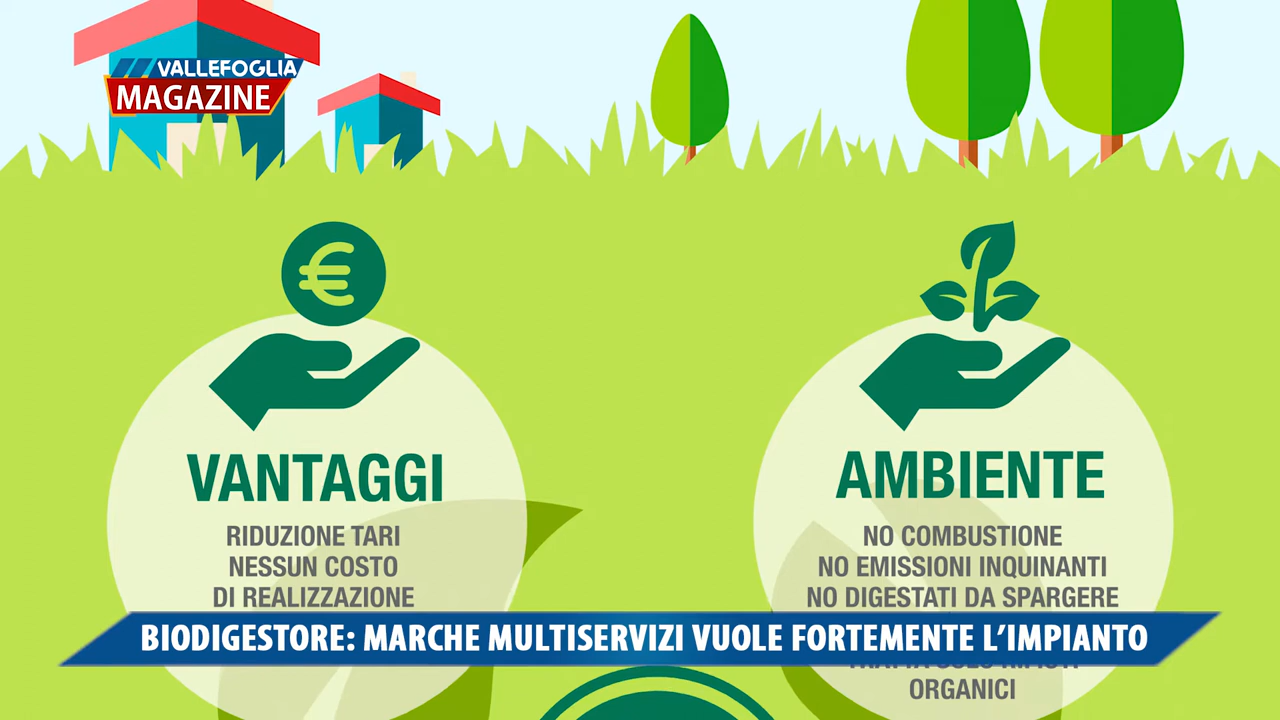 VALLEFOGLIA
MAGAZINE
VANTAGGI
RIDUZIONE TARI
NESSUN COSTO
DI REALIZZAZIONE
AMBIENTE
NO COMBUSTIONE
NO EMISSIONI INQUINANTI
NO DIGESTATI DA SPARGERE
BIODIGESTORE: MARCHE MULTISERVIZI VUOLE FORTEMENTE L’IMPIANTO
ORGANICI